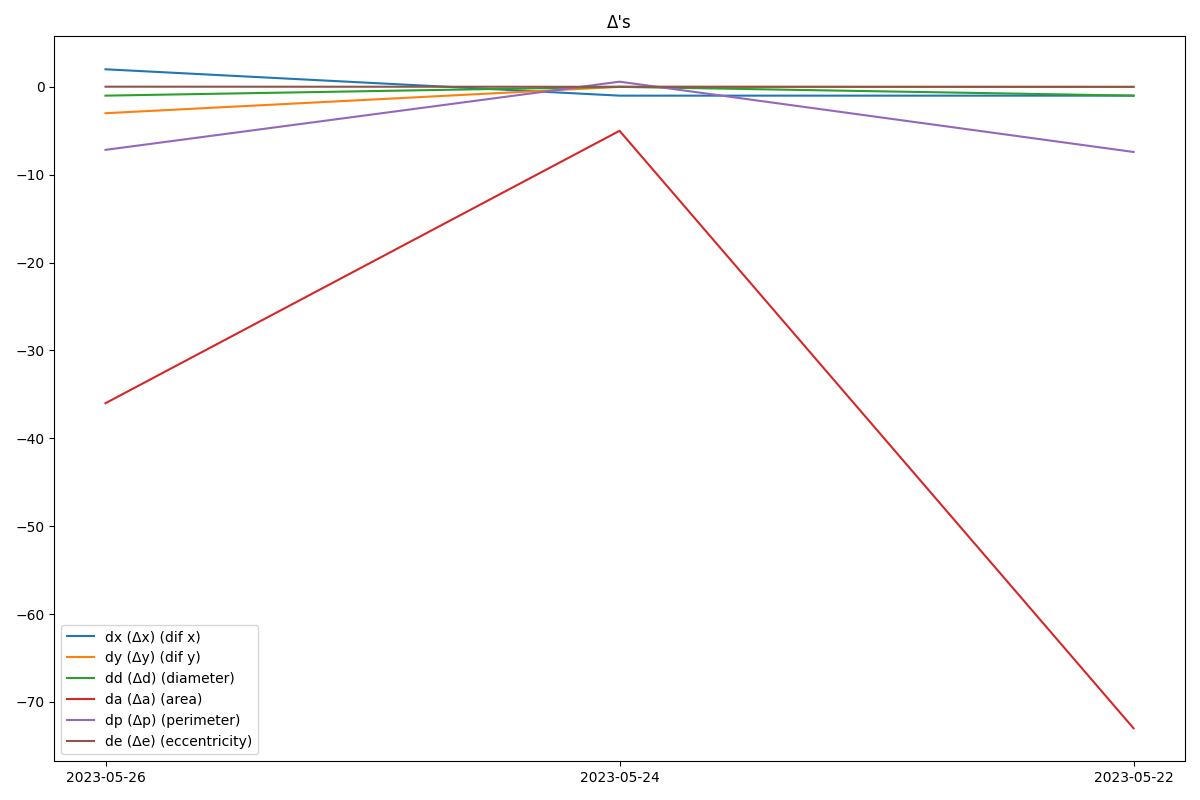 Δ's
0
−10
−20
−30
−40
−50
−60
−70
dx (Δx) (dif x)
dy (Δy) (dif y)
dd (Δd) (diameter)
da (Δa) (area)
dp (Δp) (perimeter)
de (Δe) (eccentricity)
2023-05-26 2023-05-24 2023-05-22